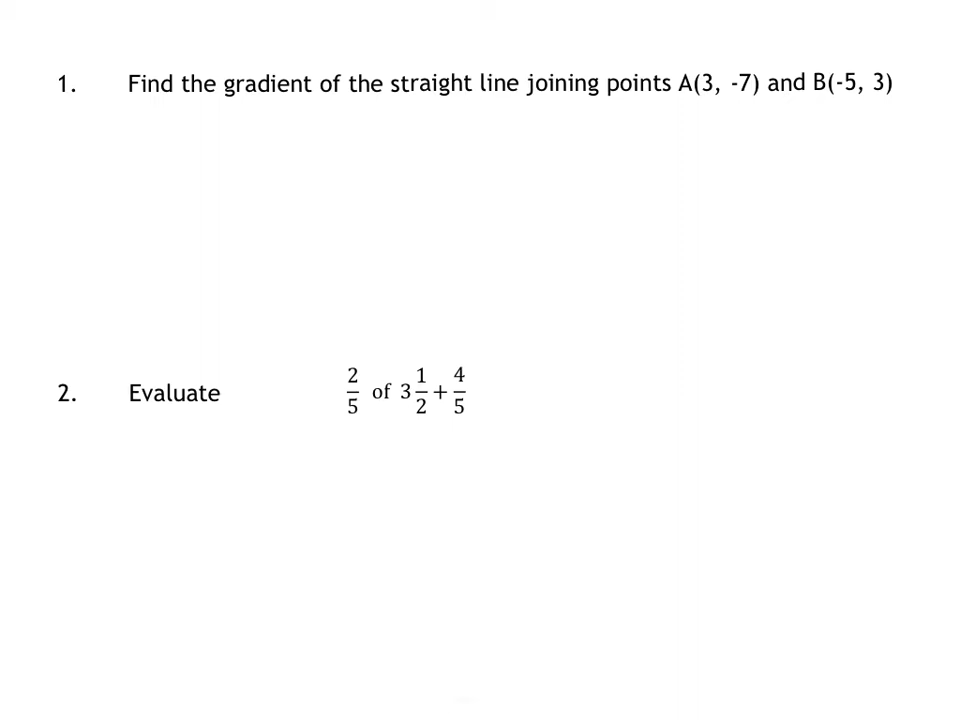 1. Find the gradient of the straight line joining points A(3, -7) and B(-5, 3)
2. Evaluate 2/5 of 3 1/2 + 4/5